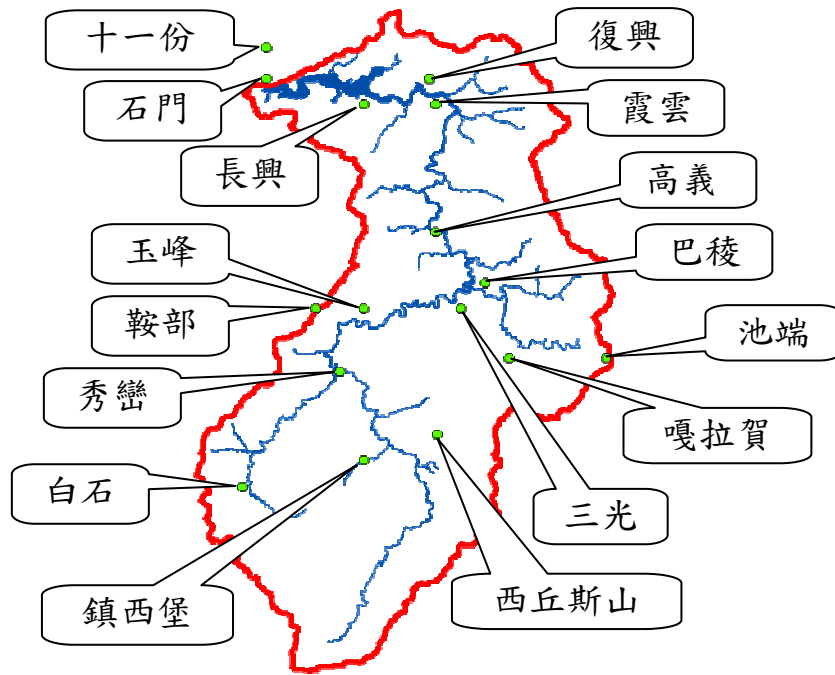 十一份
復興
石門
霞雲
長興
高義
玉峰
巴稜
鞍部
池端
秀巒
嘎拉賀
白石
三光
鎮西堡
西丘斯山